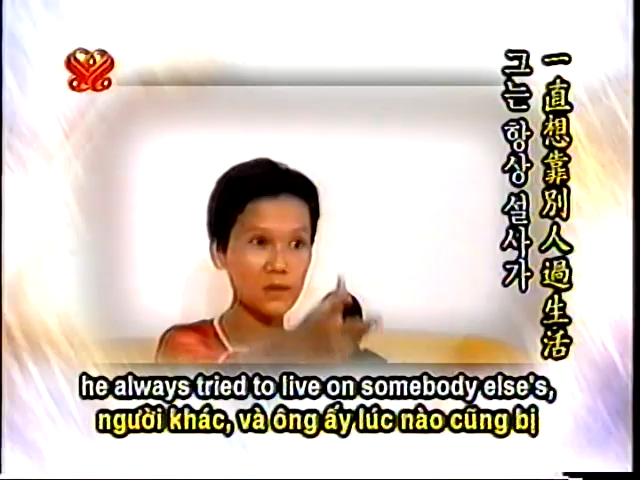 一直想靠別人過生活
그는 항상 설사가
he always tried to live on somebody else's,
người khác, và ông ấy lúc nào cũng bị